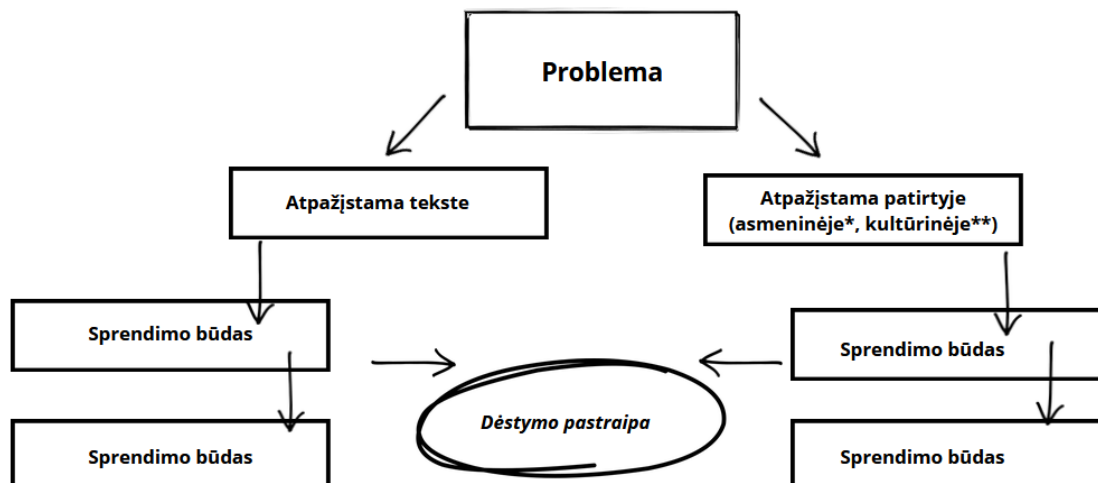 Problema
Atpažįstama tekste
Atpažįstama patirtyje
(asmeninėje*, kultūrinėje**)
Sprendimo būdas
Sprendimo būdas
Dėstymo pastraipa
Sprendimo būdas
Sprendimo būdas